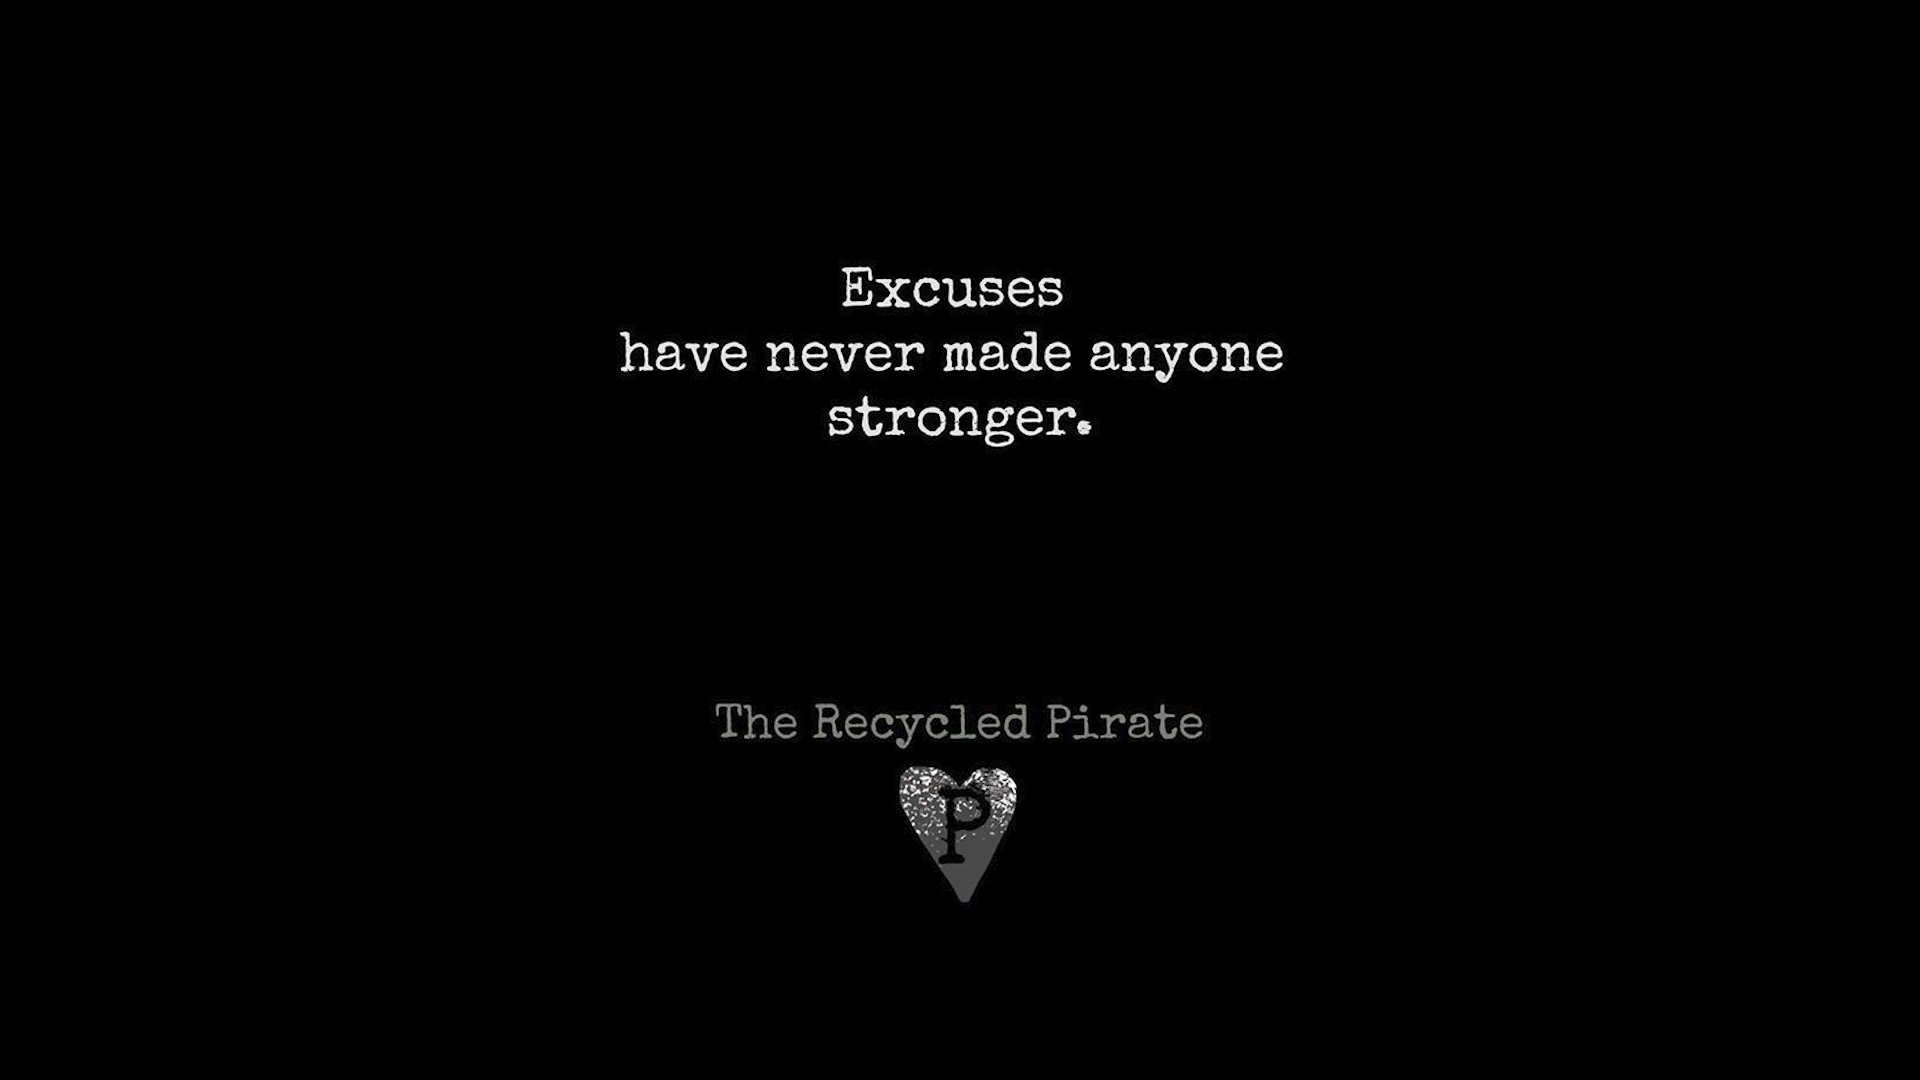 Excuses
have never made anyone
stronger.
The Recycled Pirate
P